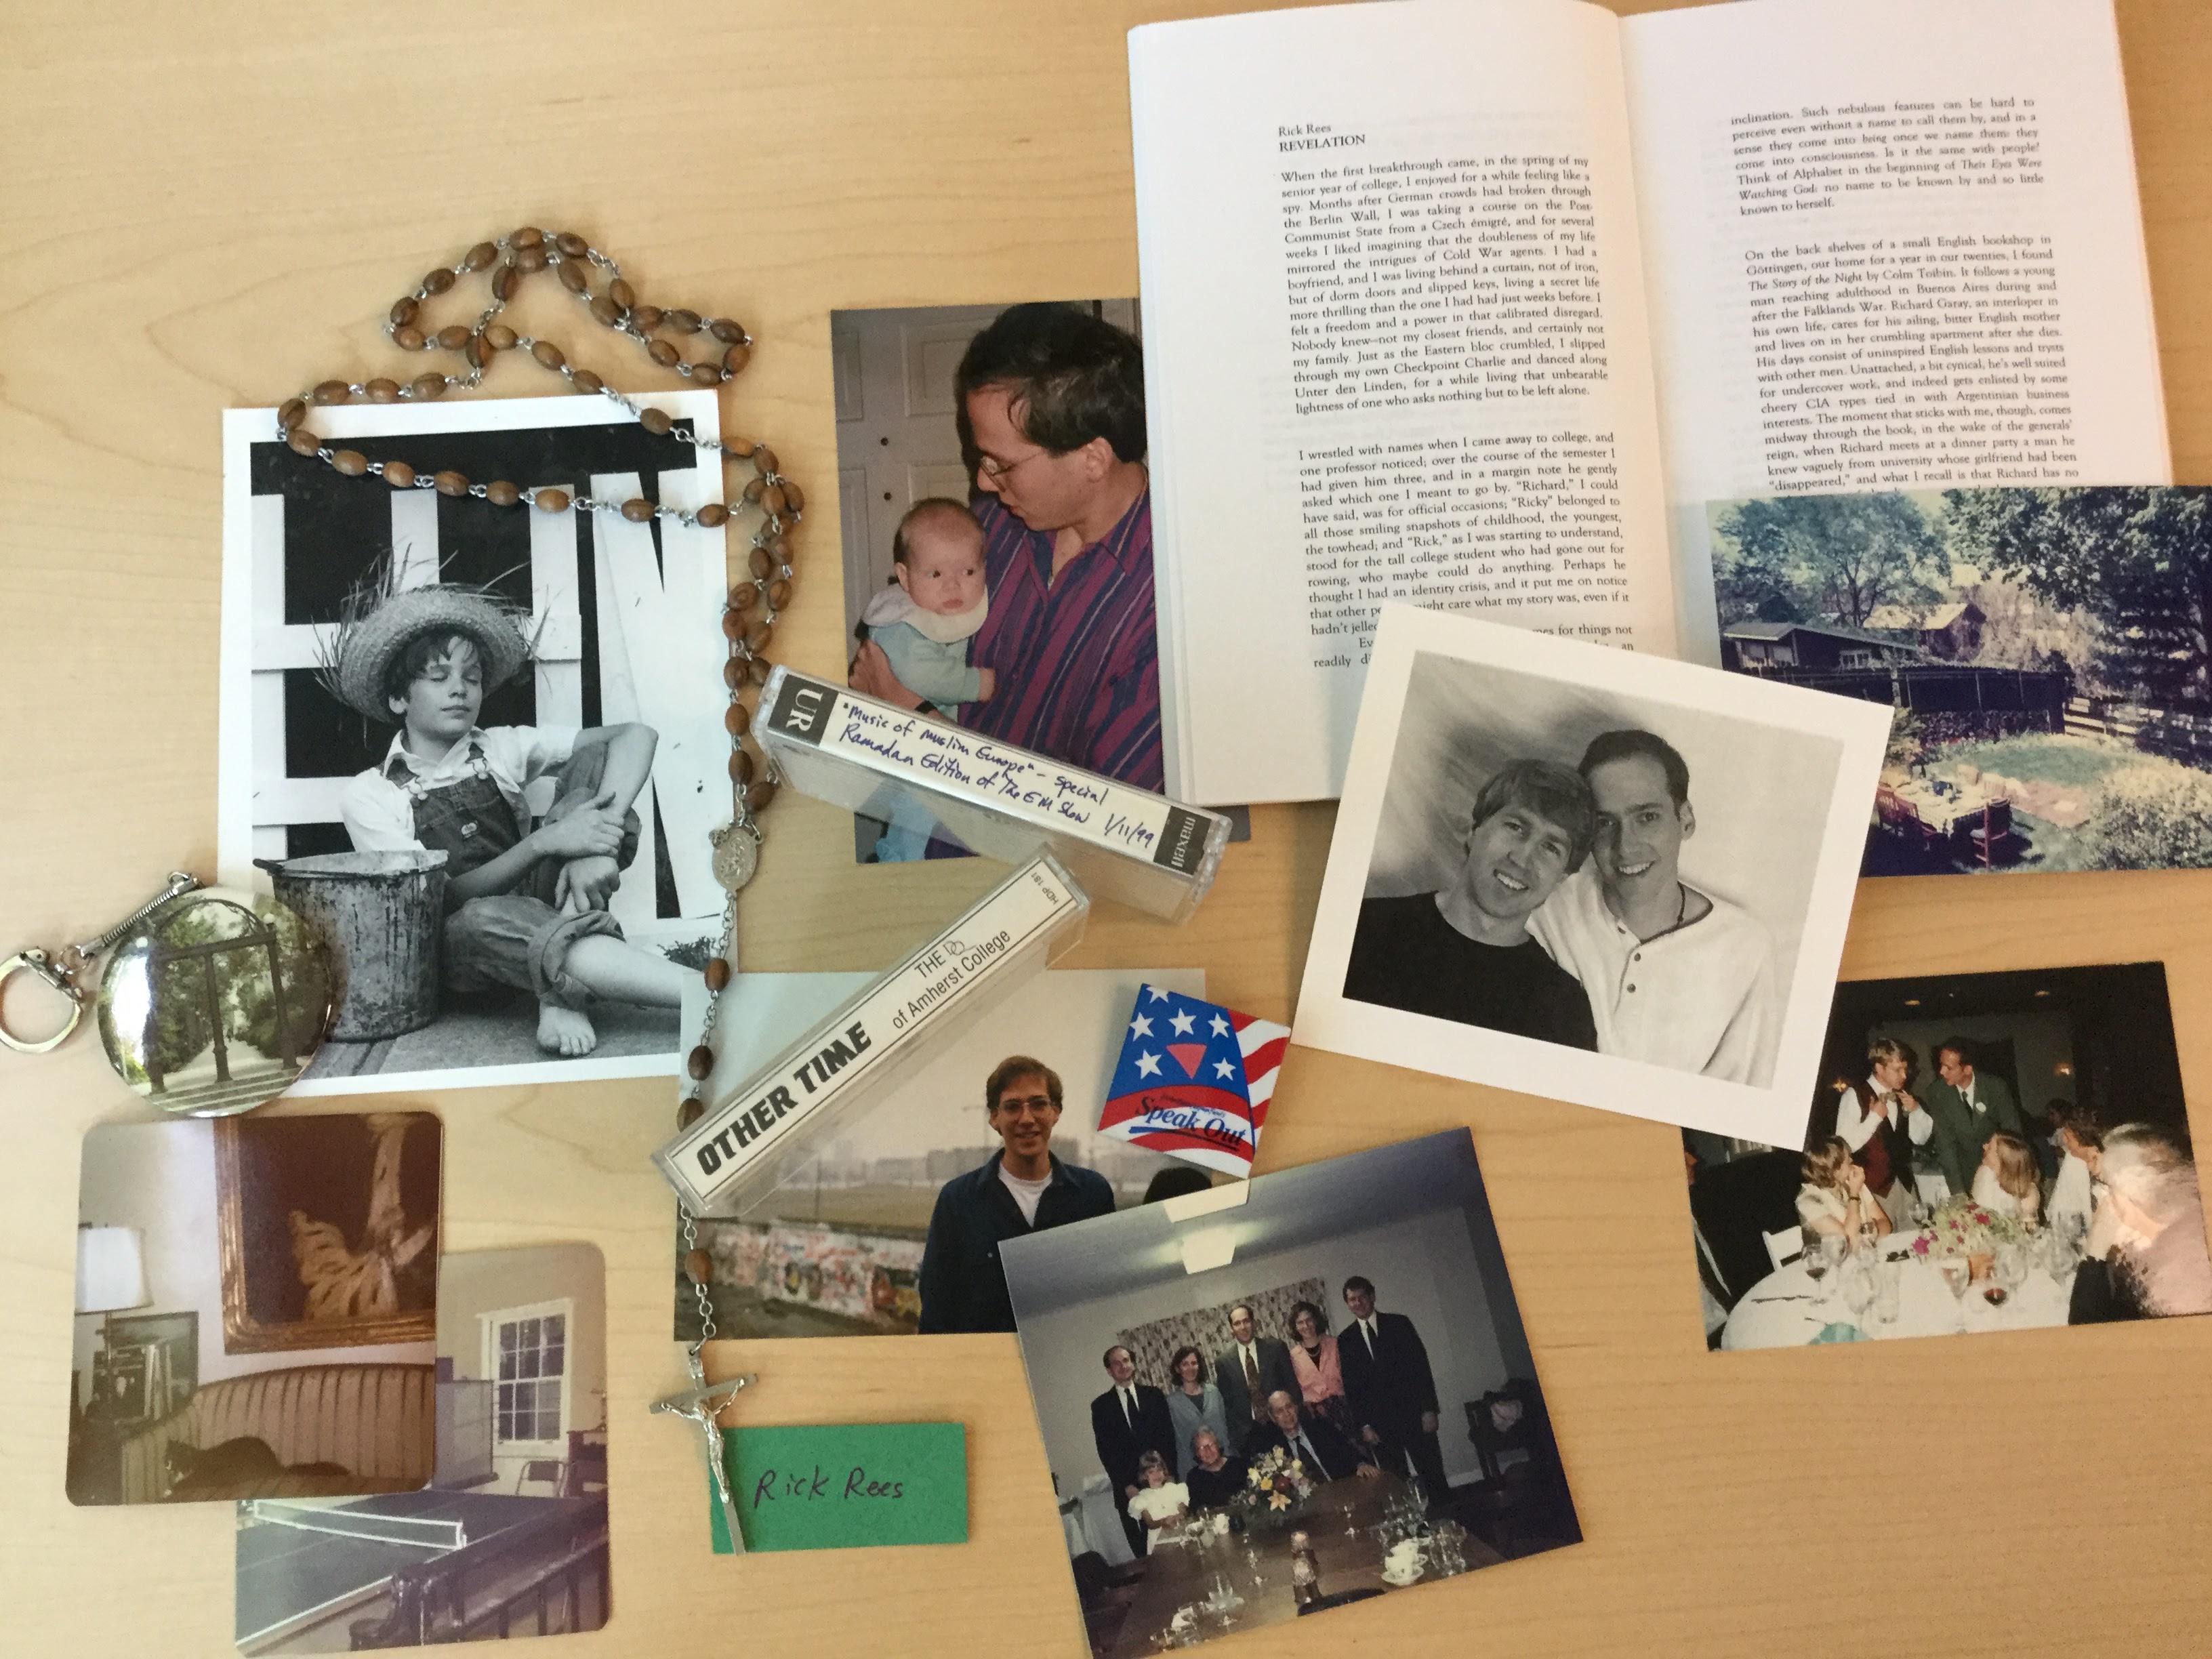 Rick Rees
REVELATION
When the first breakthrough came, in the spring of my
senior year of college, I enjoyed for a while feeling like a
spy. Months after German crowds had broken through
the Berlin Wall, I was taking a course on the Post-
Communist State from a Czech émigré, and for several
weeks I liked imagining that the doubleness of my life
mirrored the intrigues of Cold War agents. I had a
boyfriend, and I was living behind a curtain, not of iron,
but of dorm doors and slipped keys, living a secret life
more thrilling than the one I had had just weeks before. I
felt a freedom and a power in that calibrated disregard.
Nobody knew—not my closest friends, and certainly not
my family. Just as the Eastern bloc crumbled, I slipped
through my own Checkpoint Charlie and danced along
Unter den Linden, for a while living that unbearable
lightness of one who asks nothing but to be left alone.
I wrestled with names when I came away to college, and
one professor noticed; over the course of the semester I
had given him three, and in a margin note he gently
asked which one I meant to go by. "Richard," I could
have said, was for official occasions; "Ricky" belonged to
all those smiling snapshots of childhood, the youngest,
the towhead; and "Rick," as I was starting to understand,
stood for the tall college student who had gone out for
rowing, who maybe could do anything. Perhaps he
thought I had an identity crisis, and it put me on notice
that other pe ight care what my story was, even if it
hadn't jelled
Ev es for things not
readily d an
inclination. Such nebulous features can be hard to
perceive even without a name to call them by, and in a
sense they come into being once we name them: they
come into consciousness. Is it the same with people?
Think of Alphabet in the beginning of Their Eyes Were
Watching God: no name to be known by and so little
known to herself.
On the back shelves of a small English bookshop in
Göttingen, our home for a year in our twenties, I found
The Story of the Night by Colm Toibin. It follows a young
man reaching adulthood in Buenos Aires during and
after the Falklands War. Richard Garay, an interloper in
his own life, cares for his ailing, bitter English mother
and lives on in her crumbling apartment after she dies.
His days consist of uninspired English lessons and trysts
with other men. Unattached, a bit cynical, he's well suited
for undercover work, and indeed gets enlisted by some
cheery CIA types tied in with Argentinian business
interests. The moment that sticks with me, though, comes
midway through the book, in the wake of the generals'
reign, when Richard meets at a dinner party a man he
knew vaguely from university whose girlfriend had been
"disappeared," and what I recall is that Richard has no
UR
"Music of Muslim Europe" - Special
Ramadan Edition of The EM Show 1/11/99
maxell
OTHER TIME
THE DQ
of Amherst College
HDP 181
Speak Out
Rick Rees